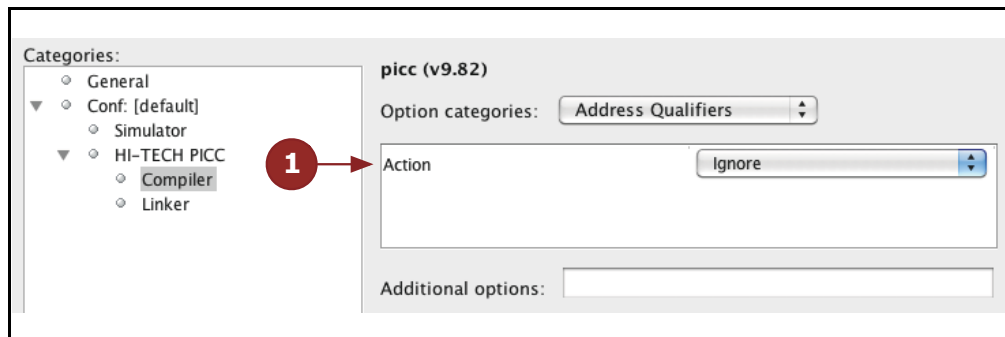 Categories:
General
Conf: [default]
Simulator
HI-TECH PICC
Compiler
Linker
picc (v9.82)
Option categories: Address Qualifiers
1
Action Ignore
Additional options: